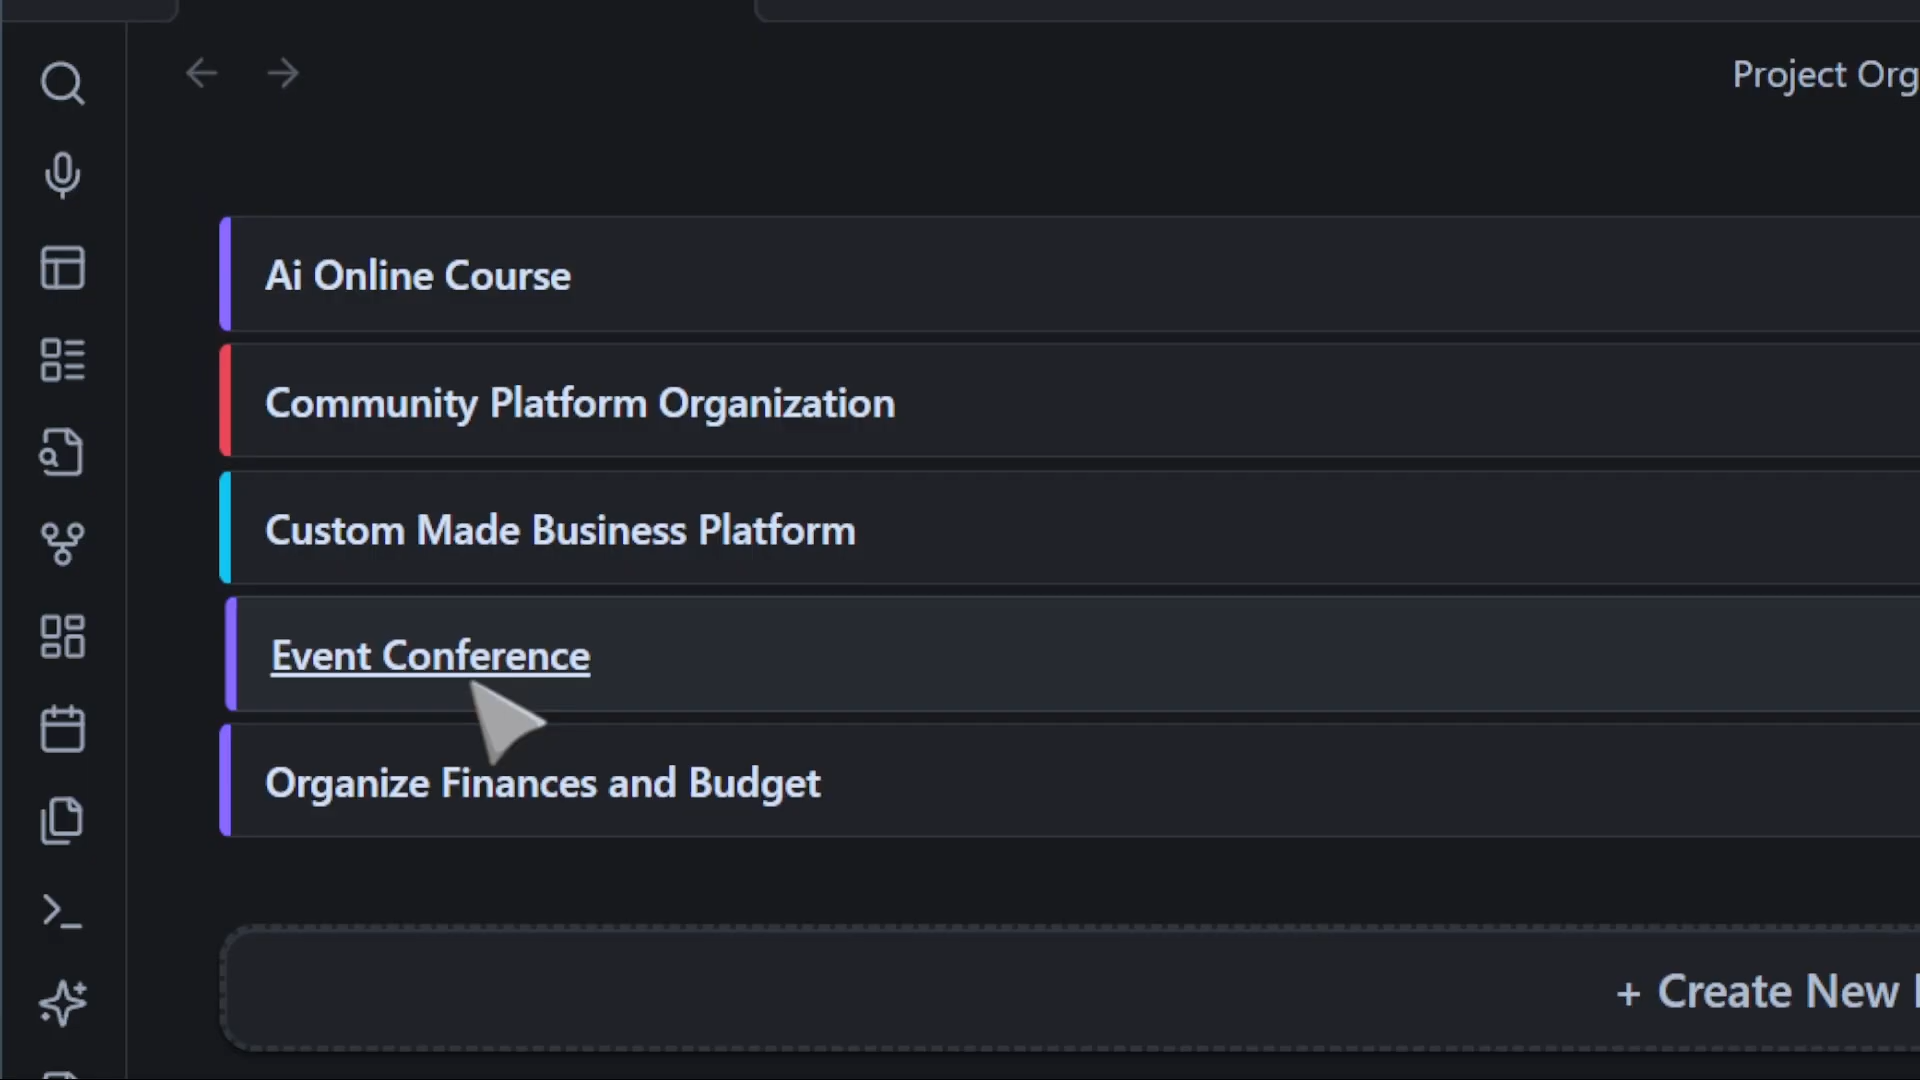 Project Org
Ai Online Course
Community Platform Organization
Custom Made Business Platform
Event Conference
Organize Finances and Budget
+ Create New